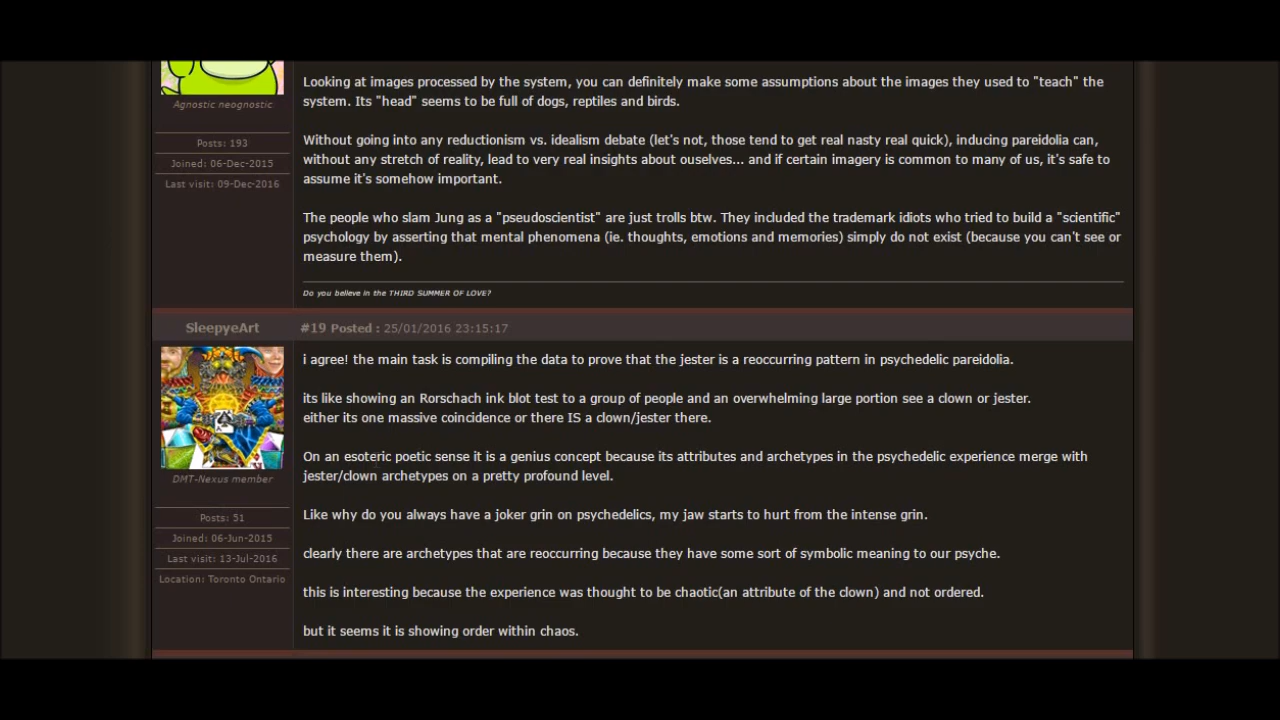 Looking at images processed by the system, you can definitely make some assumptions about the images they used to "teach" the
system. Its "head" seems to be full of dogs, reptiles and birds.
Agnostic neognostic
Posts: 193
Joined: 06-Dec-2015
Last visit: 09-Dec-2016
Without going into any reductionism vs. idealism debate (let's not, those tend to get real nasty real quick), inducing pareidolia can,
without any stretch of reality, lead to very real insights about ouselves... and if certain imagery is common to many of us, it's safe to
assume it's somehow important.
The people who slam Jung as a "pseudoscientist" are just trolls btw. They included the trademark idiots who tried to build a "scientific"
psychology by asserting that mental phenomena (ie. thoughts, emotions and memories) simply do not exist (because you can't see or
measure them).
Do you believe in the THIRD SUMMER OF LOVE?
SleepyeArt
#19 Posted : 25/01/2016 23:15:17
DMT-Nexus member
Posts: 51
Joined: 06-Jun-2015
Last visit: 13-Jul-2016
Location: Toronto Ontario
i agree! the main task is compiling the data to prove that the jester is a reoccurring pattern in psychedelic pareidolia.
its like showing an Rorschach ink blot test to a group of people and an overwhelming large portion see a clown or jester.
either its one massive coincidence or there IS a clown/jester there.
On an esoteric poetic sense it is a genius concept because its attributes and archetypes in the psychedelic experience merge with
jester/clown archetypes on a pretty profound level.
Like why do you always have a joker grin on psychedelics, my jaw starts to hurt from the intense grin.
clearly there are archetypes that are reoccurring because they have some sort of symbolic meaning to our psyche.
this is interesting because the experience was thought to be chaotic(an attribute of the clown) and not ordered.
but it seems it is showing order within chaos.